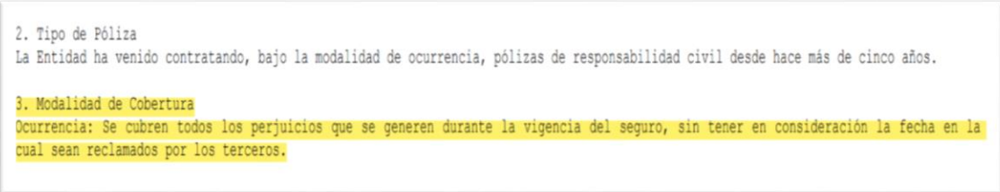 2. Tipo de Póliza
La Entidad ha venido contratando, bajo la modalidad de ocurrencia, pólizas de responsabilidad civil desde hace más de cinco años.
3. Modalidad de Cobertura
Ocurrencia: Se cubren todos los perjuicios que se generen durante la vigencia del seguro, sin tener en consideración la fecha en la
cual sean reclamados por los terceros.